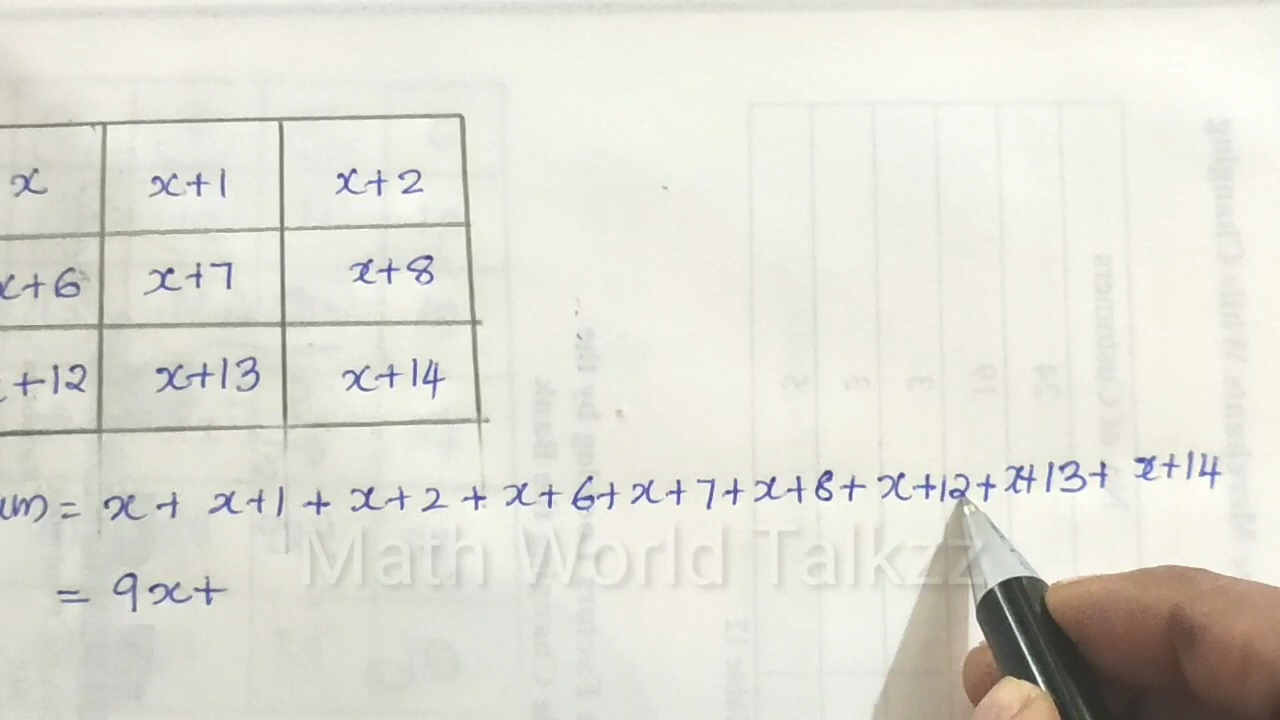 x x+1 x+2
x+6 x+7 x+8
+12 x+13 x+14
= x + x+1 + x+2 + x+6 + x+7 + x+8 + x+12 + x+13 + x+14
Math World Talkzz
= 9x+